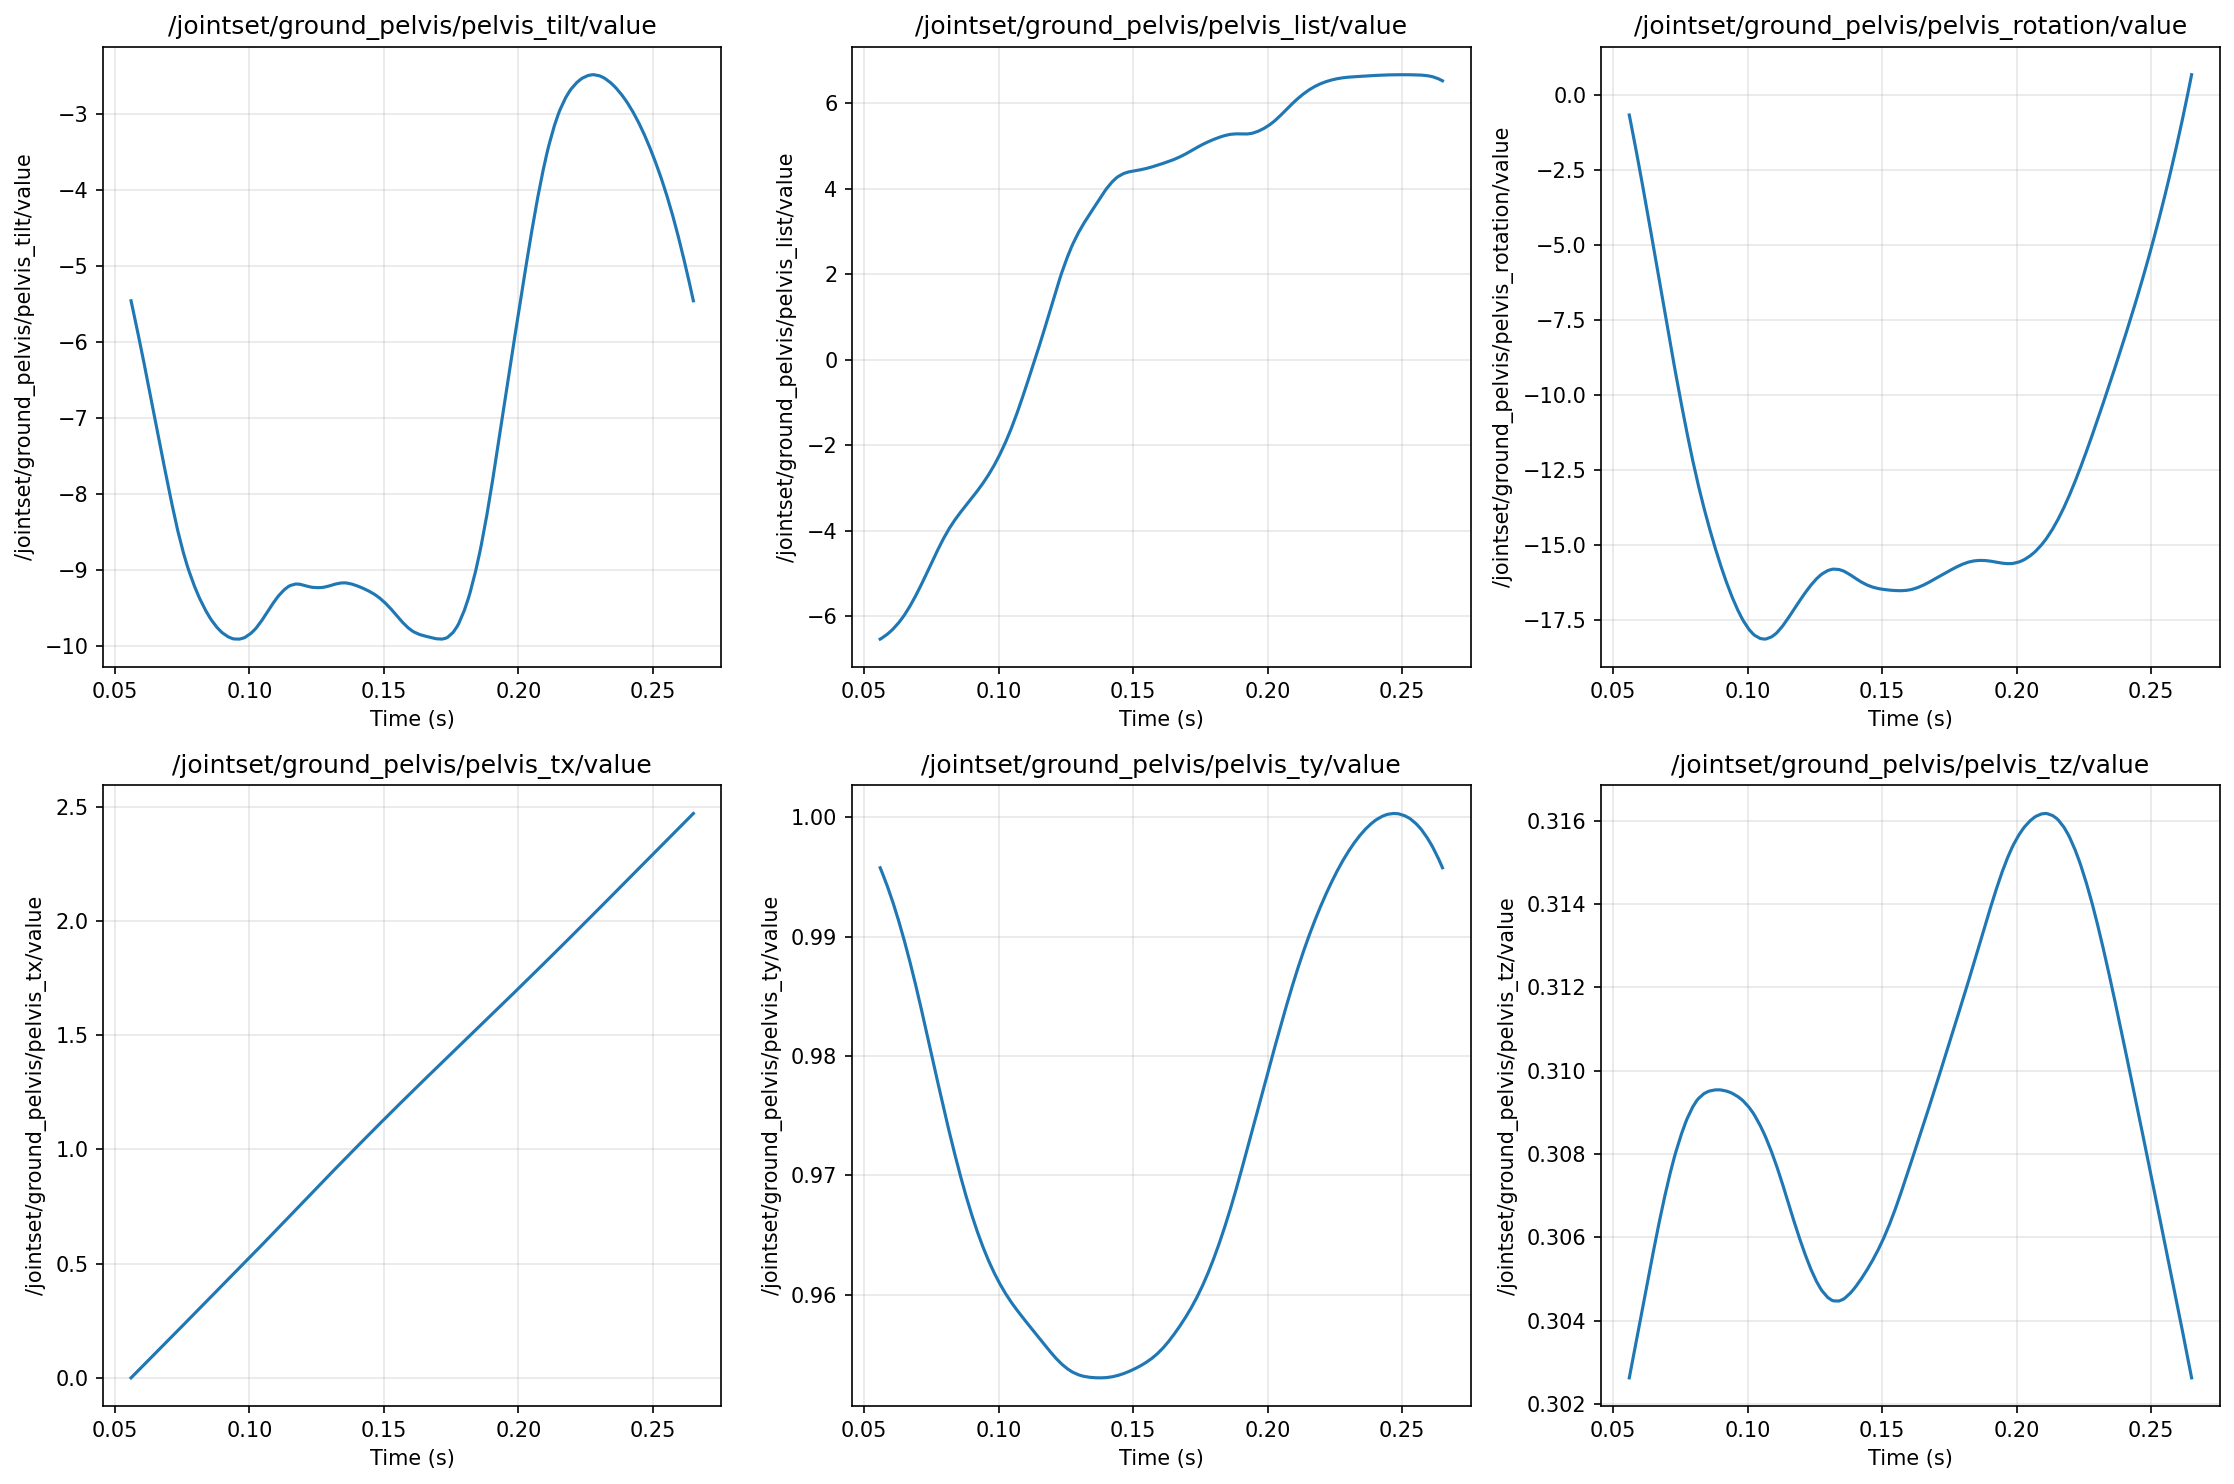 /jointset/ground_pelvis/pelvis_tilt/value
/jointset/ground_pelvis/pelvis_tilt/value
−3
−4
−5
−6
−7
−8
−9
−10
0.05 0.10 0.15 0.20 0.25
Time (s)
/jointset/ground_pelvis/pelvis_list/value
/jointset/ground_pelvis/pelvis_list/value
6
4
2
0
−2
−4
−6
0.05 0.10 0.15 0.20 0.25
Time (s)
/jointset/ground_pelvis/pelvis_rotation/value
/jointset/ground_pelvis/pelvis_rotation/value
0.0
−2.5
−5.0
−7.5
−10.0
−12.5
−15.0
−17.5
0.05 0.10 0.15 0.20 0.25
Time (s)
/jointset/ground_pelvis/pelvis_tx/value
/jointset/ground_pelvis/pelvis_tx/value
2.5
2.0
1.5
1.0
0.5
0.0
0.05 0.10 0.15 0.20 0.25
Time (s)
/jointset/ground_pelvis/pelvis_ty/value
/jointset/ground_pelvis/pelvis_ty/value
1.00
0.99
0.98
0.97
0.96
0.05 0.10 0.15 0.20 0.25
Time (s)
/jointset/ground_pelvis/pelvis_tz/value
/jointset/ground_pelvis/pelvis_tz/value
0.316
0.314
0.312
0.310
0.308
0.306
0.304
0.302
0.05 0.10 0.15 0.20 0.25
Time (s)